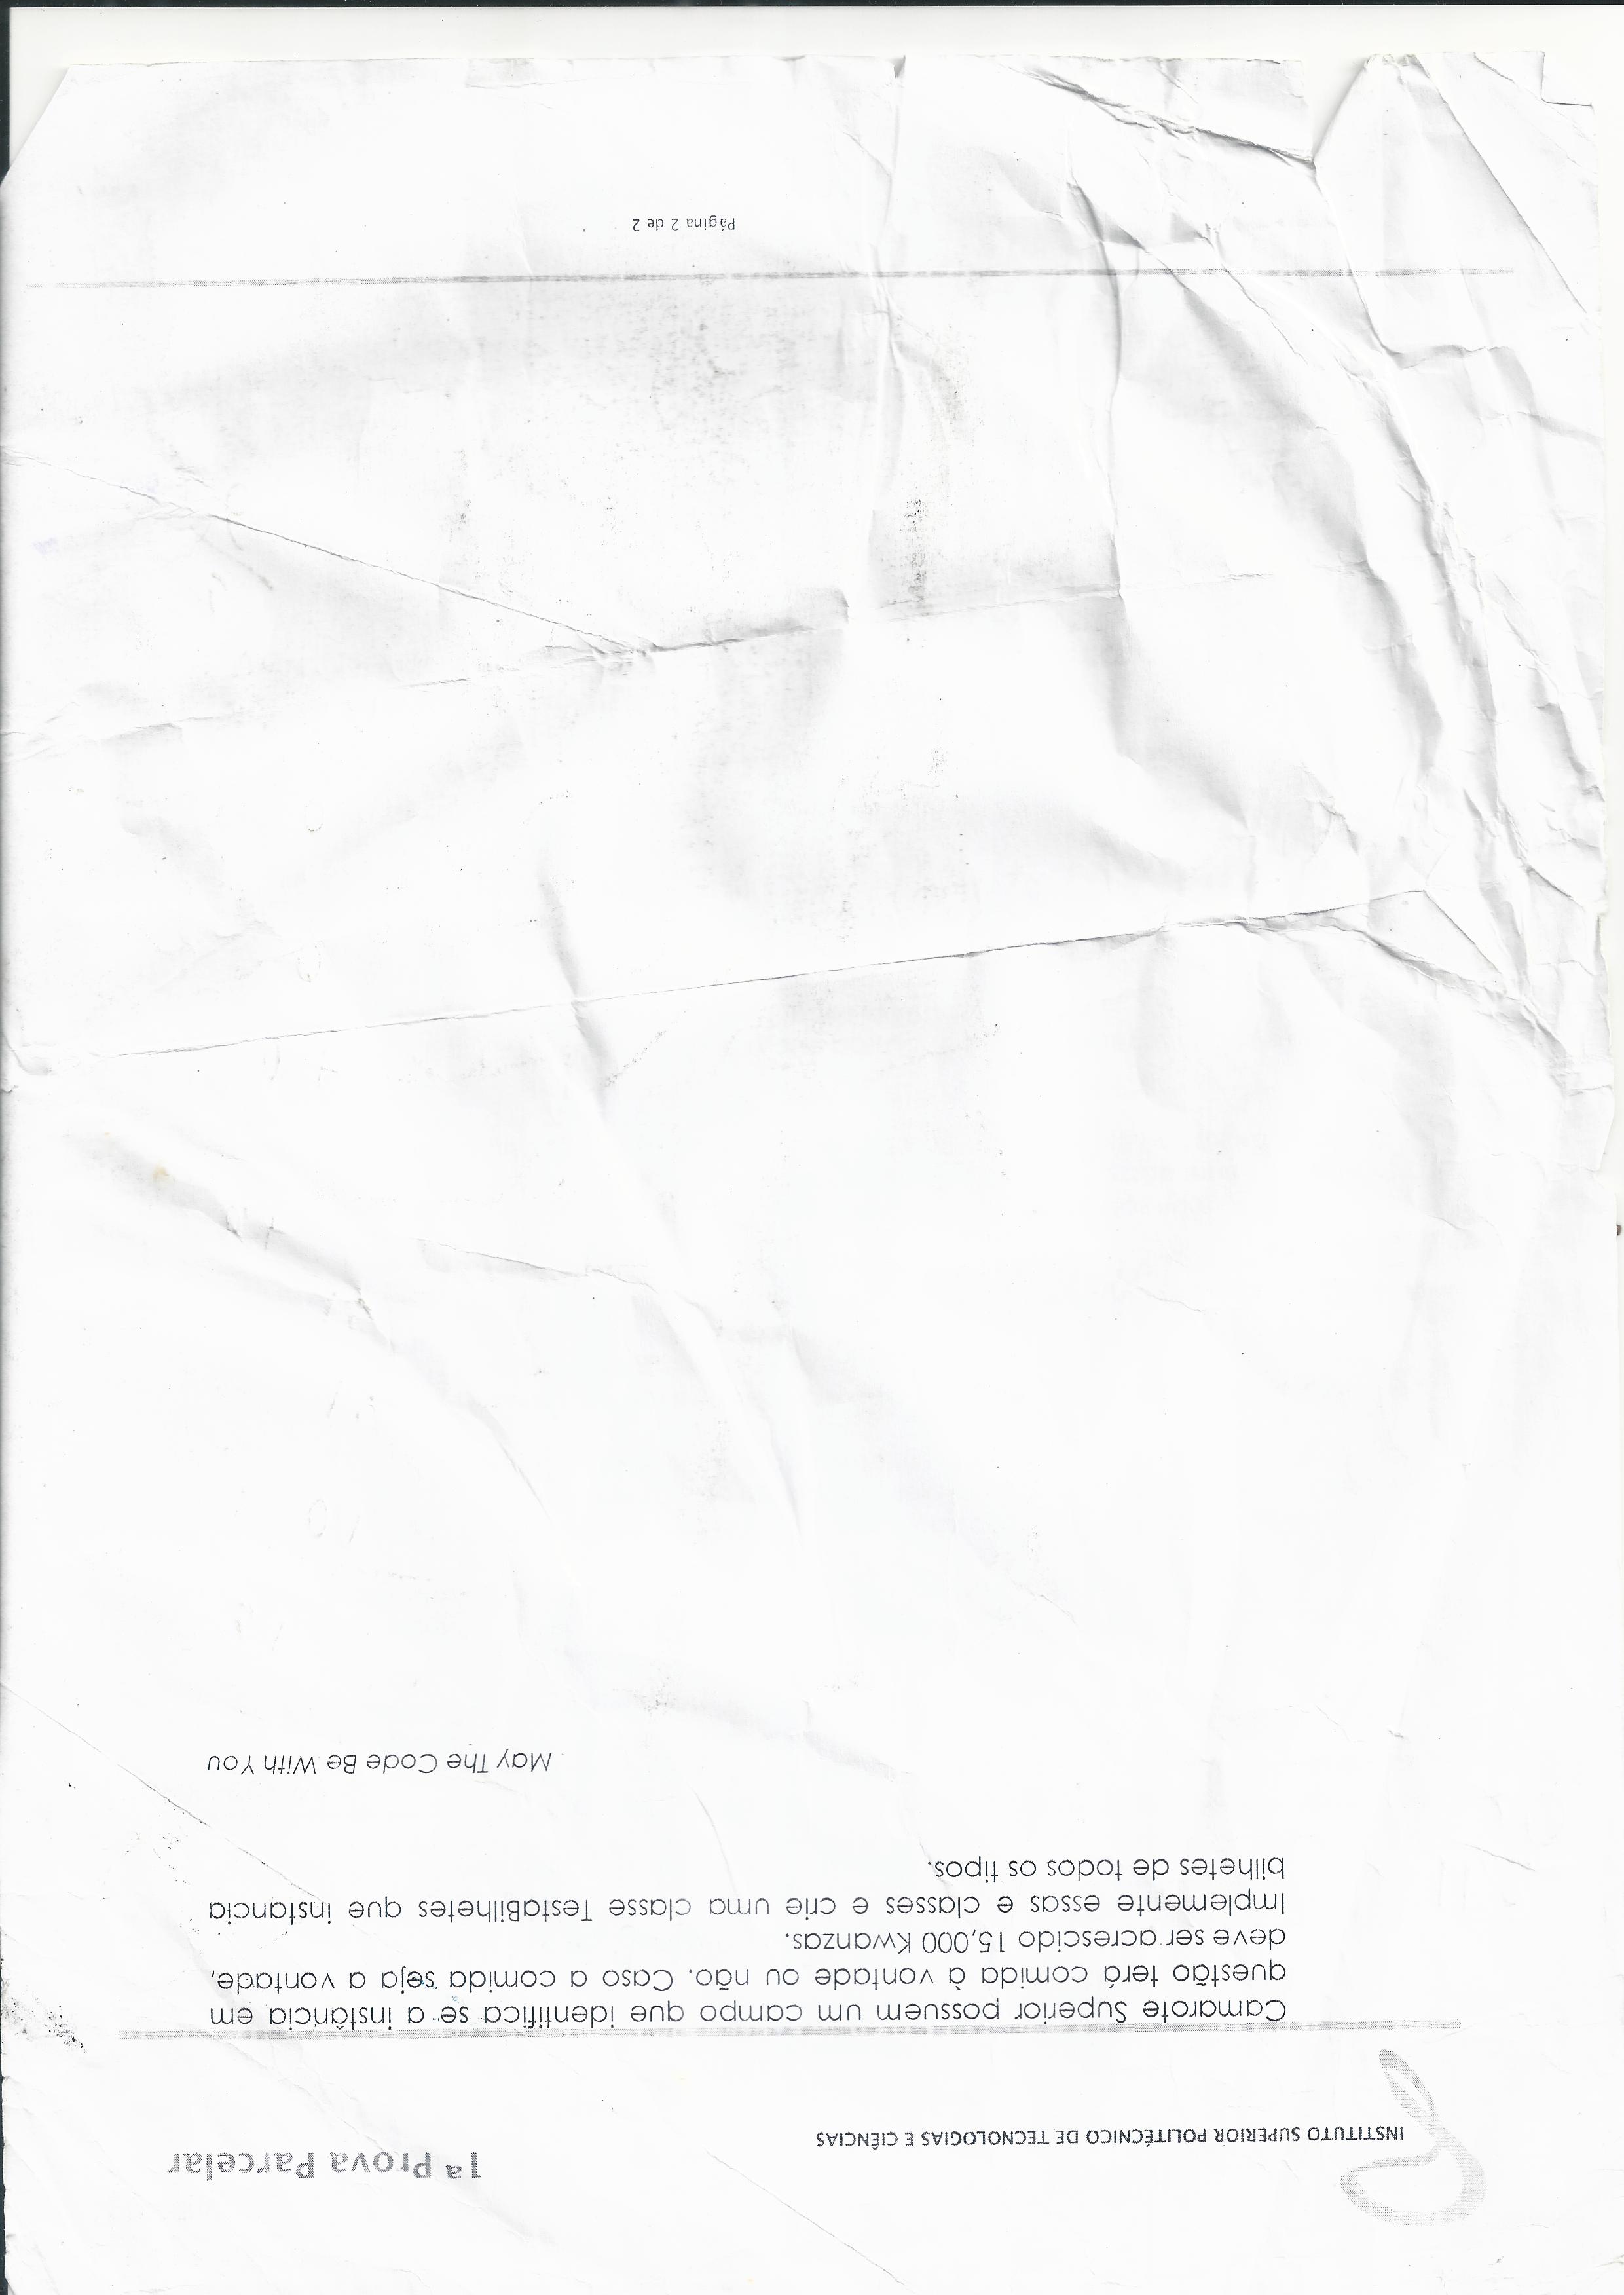 1ª Prova Parcelar
INSTITUTO SUPERIOR POLITÉCNICO DE TECNOLOGIAS E CIÊNCIAS
Camarote Superior possuem um campo que identifica se a instância em
questão terá comida à vontade ou não. Caso a comida seja a vontade,
deve ser acrescido 15,000 Kwanzas.
Implemente essas e classes e crie uma classe TestaBilhetes que instancia
bilhetes de todos os tipos.
May The Code Be With You
Página 2 de 2